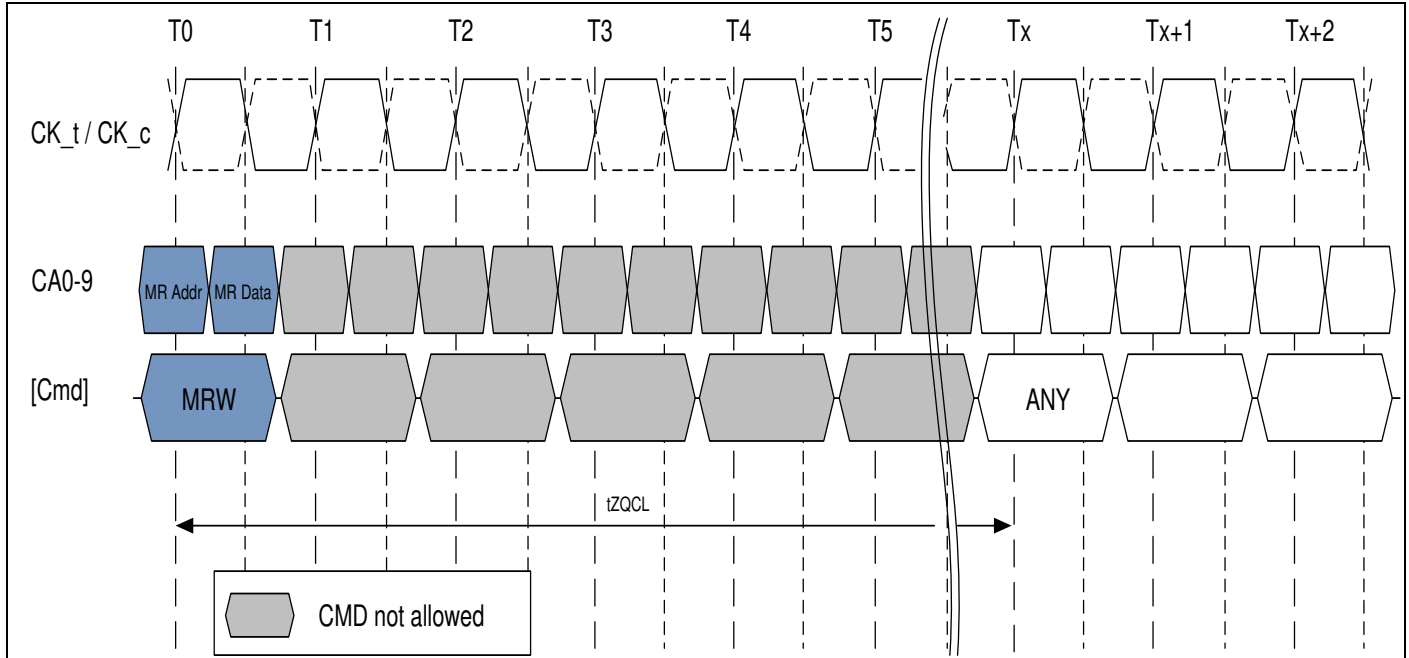 T0 T1 T2 T3 T4 T5 Tx Tx+1 Tx+2
CK_t / CK_c
CA0-9 MR Addr MR Data
[Cmd] MRW ANY
tZQCL
CMD not allowed